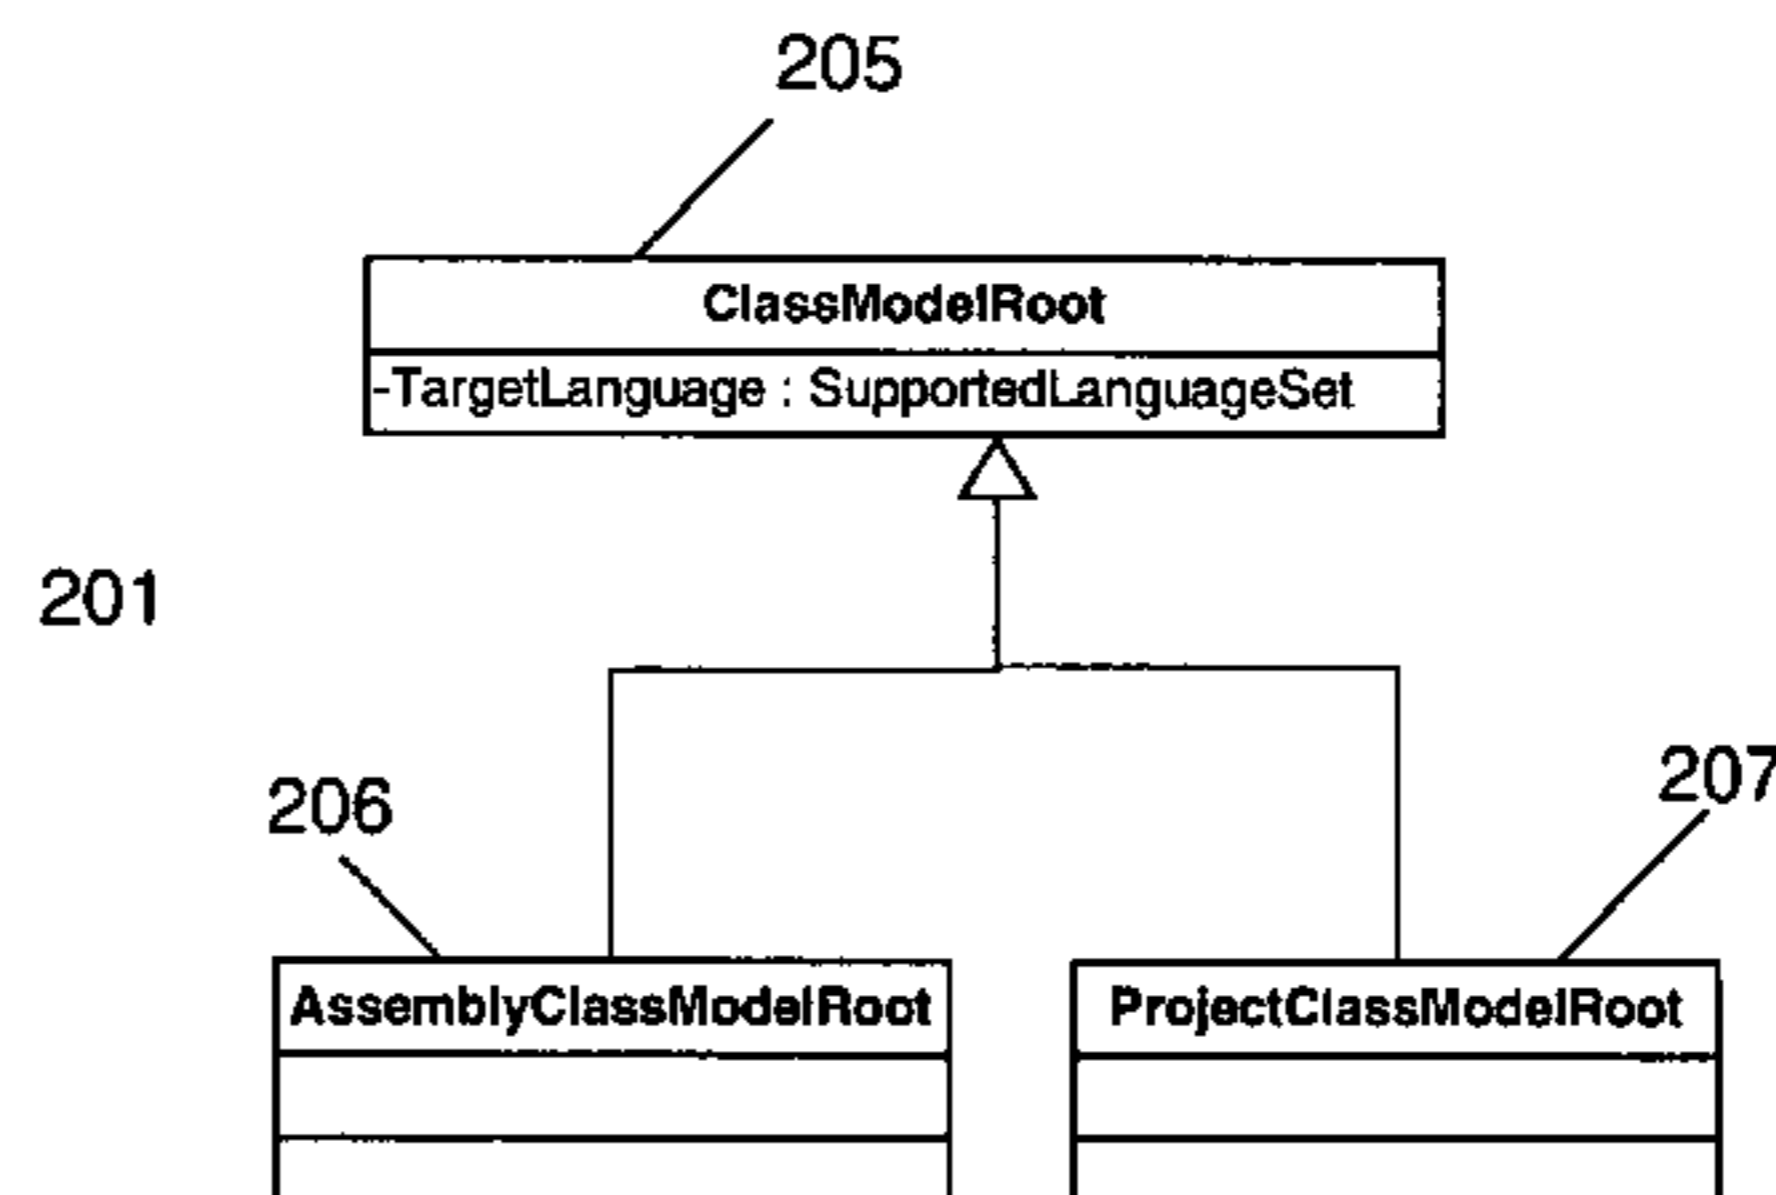 205
ClassModelRoot
-TargetLanguage : SupportedLanguageSet
201
206
207
AssemblyClassModelRoot
ProjectClassModelRoot